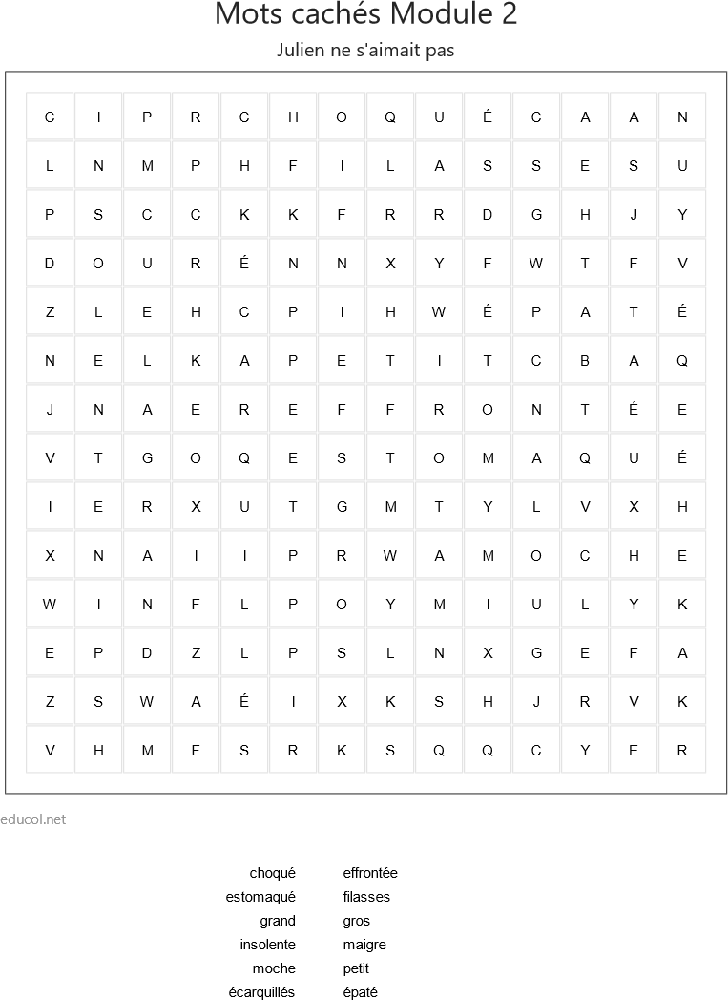 Mots cachés Module 2
Julien ne s'aimait pas
C I P R C H O Q U É C A A N
L N M P H F I L A S S E S U
P S C C K K F R R D G H J Y
D O U R É N N X Y F W T F V
Z L E H C P I H W É P A T É
N E L K A P E T I T C B A Q
J N A E R E F F R O N T É E
V T G O Q E S T O M A Q U É
I E R X U T G M T Y L V X H
X N A I I P R W A M O C H E
W I N F L P O Y M I U L Y K
E P D Z L P S L N X G E F A
Z S W A É I X K S H J R V K
V H M F S R K S Q Q C Y E R
educol.net
choqué effrontée
estomaqué filasses
grand gros
insolente maigre
moche petit
écarquillés épaté